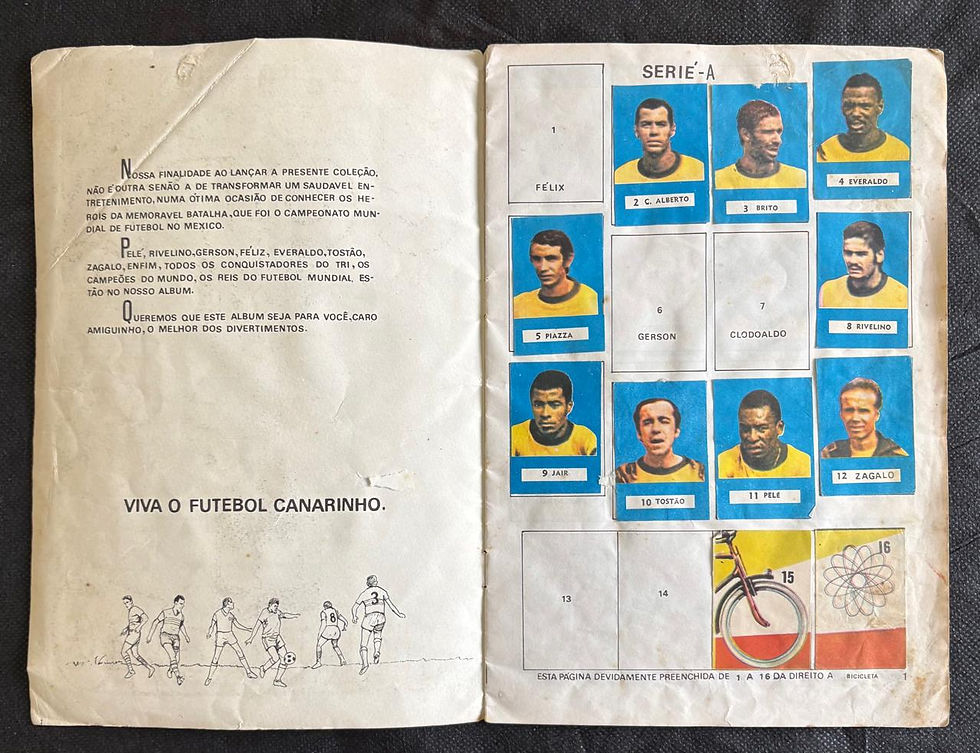 NOSSA FINALIDADE AO LANÇAR A PRESENTE COLEÇÃO,
NÃO É OUTRA SENÃO A DE TRANSFORMAR UM SAUDAVEL EN-
TRETENIMENTO, NUMA ÓTIMA OCASIÃO DE CONHECER OS HE-
ROIS DA MEMORAVEL BATALHA, QUE FOI O CAMPEONATO MUN-
DIAL DE FUTEBOL NO MEXICO.
PELÉ, RIVELINO, GERSON, FÉLIZ, EVERALDO, TOSTÃO,
ZAGALO, ENFIM, TODOS OS CONQUISTADORES DO TRI, OS
CAMPEÕES DO MUNDO, OS REIS DO FUTEBOL MUNDIAL ES-
TÃO NO NOSSO ALBUM.
QUEREMOS QUE ESTE ALBUM SEJA PARA VOCÊ, CARO
AMIGUINHO, O MELHOR DOS DIVERTIMENTOS.
VIVA O FUTEBOL CANARINHO.
8
3
SERIÉ-A
1
FÉLIX
2 C. ALBERTO
3 BRITO
4 EVERALDO
5 PIAZZA
6
GERSON
7
CLODOALDO
8 RIVELINO
9 JAIR
10 TOSTÃO
11 PELÉ
12 ZAGALO
13
14
15
16
ESTA PAGINA DEVIDAMENTE PREENCHIDA DE 1 A 16 DA DIREITO A BICICLETA 1